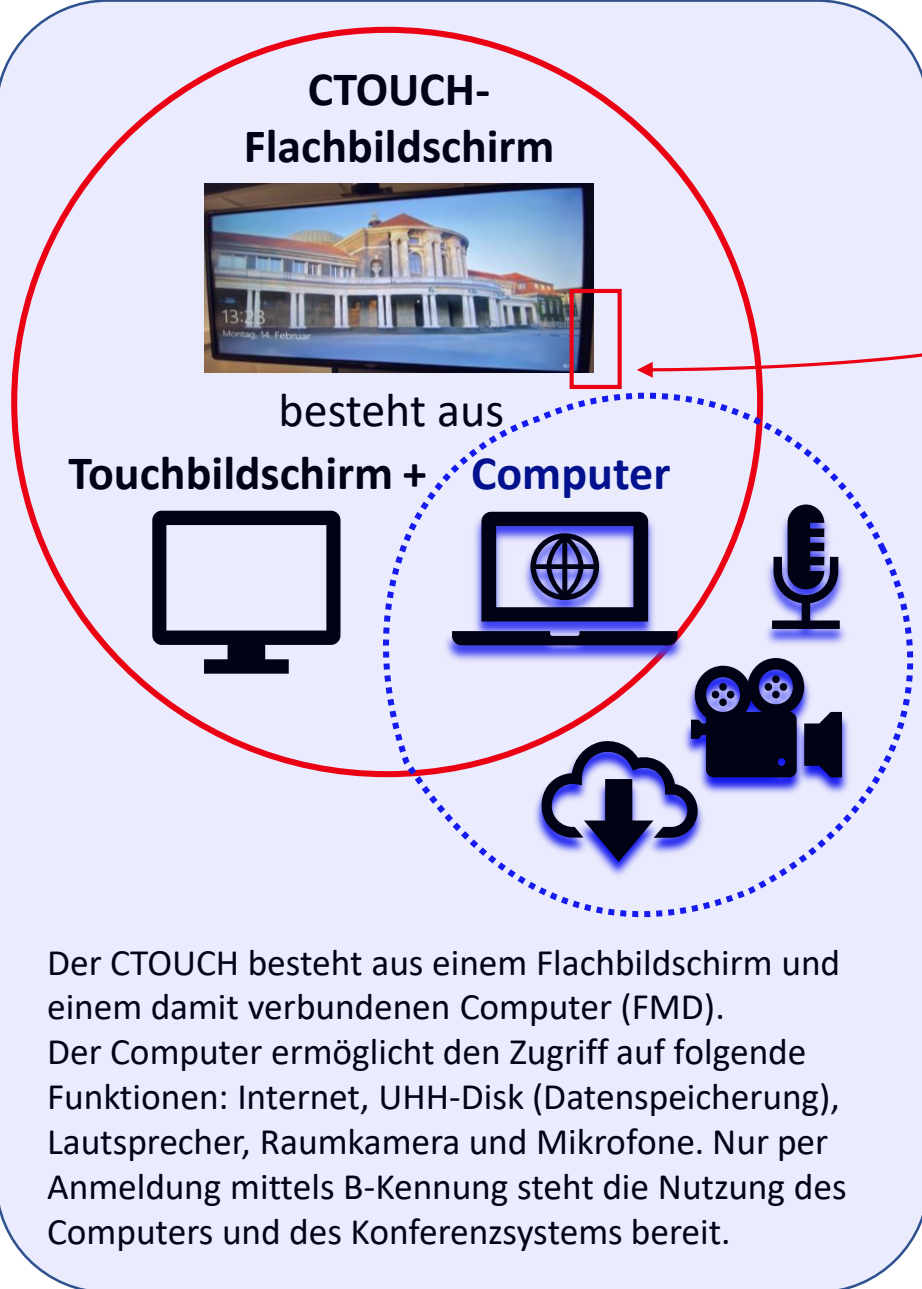 CTOUCH-
Flachbildschirm
13:23
Montag, 14. Februar
besteht aus
Touchbildschirm + Computer
Der CTOUCH besteht aus einem Flachbildschirm und
einem damit verbundenen Computer (FMD).
Der Computer ermöglicht den Zugriff auf folgende
Funktionen: Internet, UHH-Disk (Datenspeicherung),
Lautsprecher, Raumkamera und Mikrofone. Nur per
Anmeldung mittels B-Kennung steht die Nutzung des
Computers und des Konferenzsystems bereit.